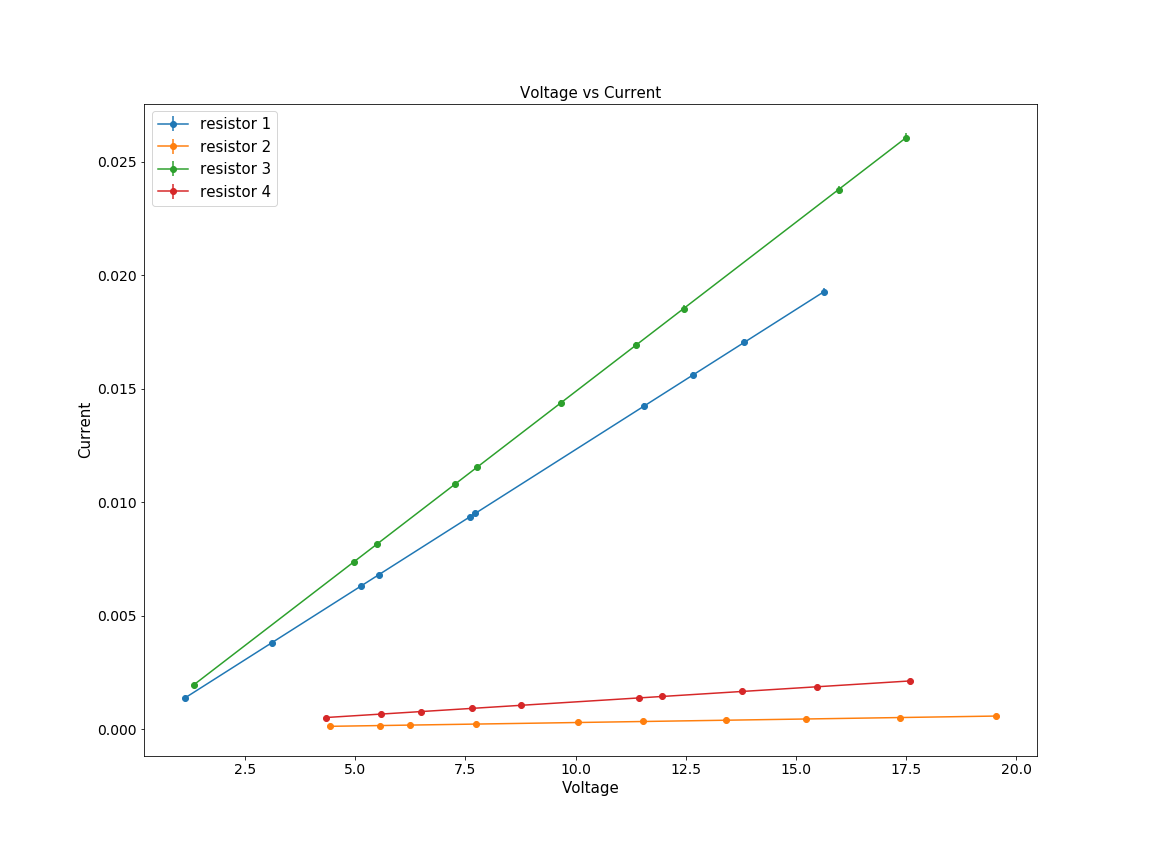 Voltage vs Current
resistor 1
resistor 2
resistor 3
resistor 4
0.025
0.020
0.015
0.010
0.005
0.000
Current
2.5 5.0 7.5 10.0 12.5 15.0 17.5 20.0
Voltage